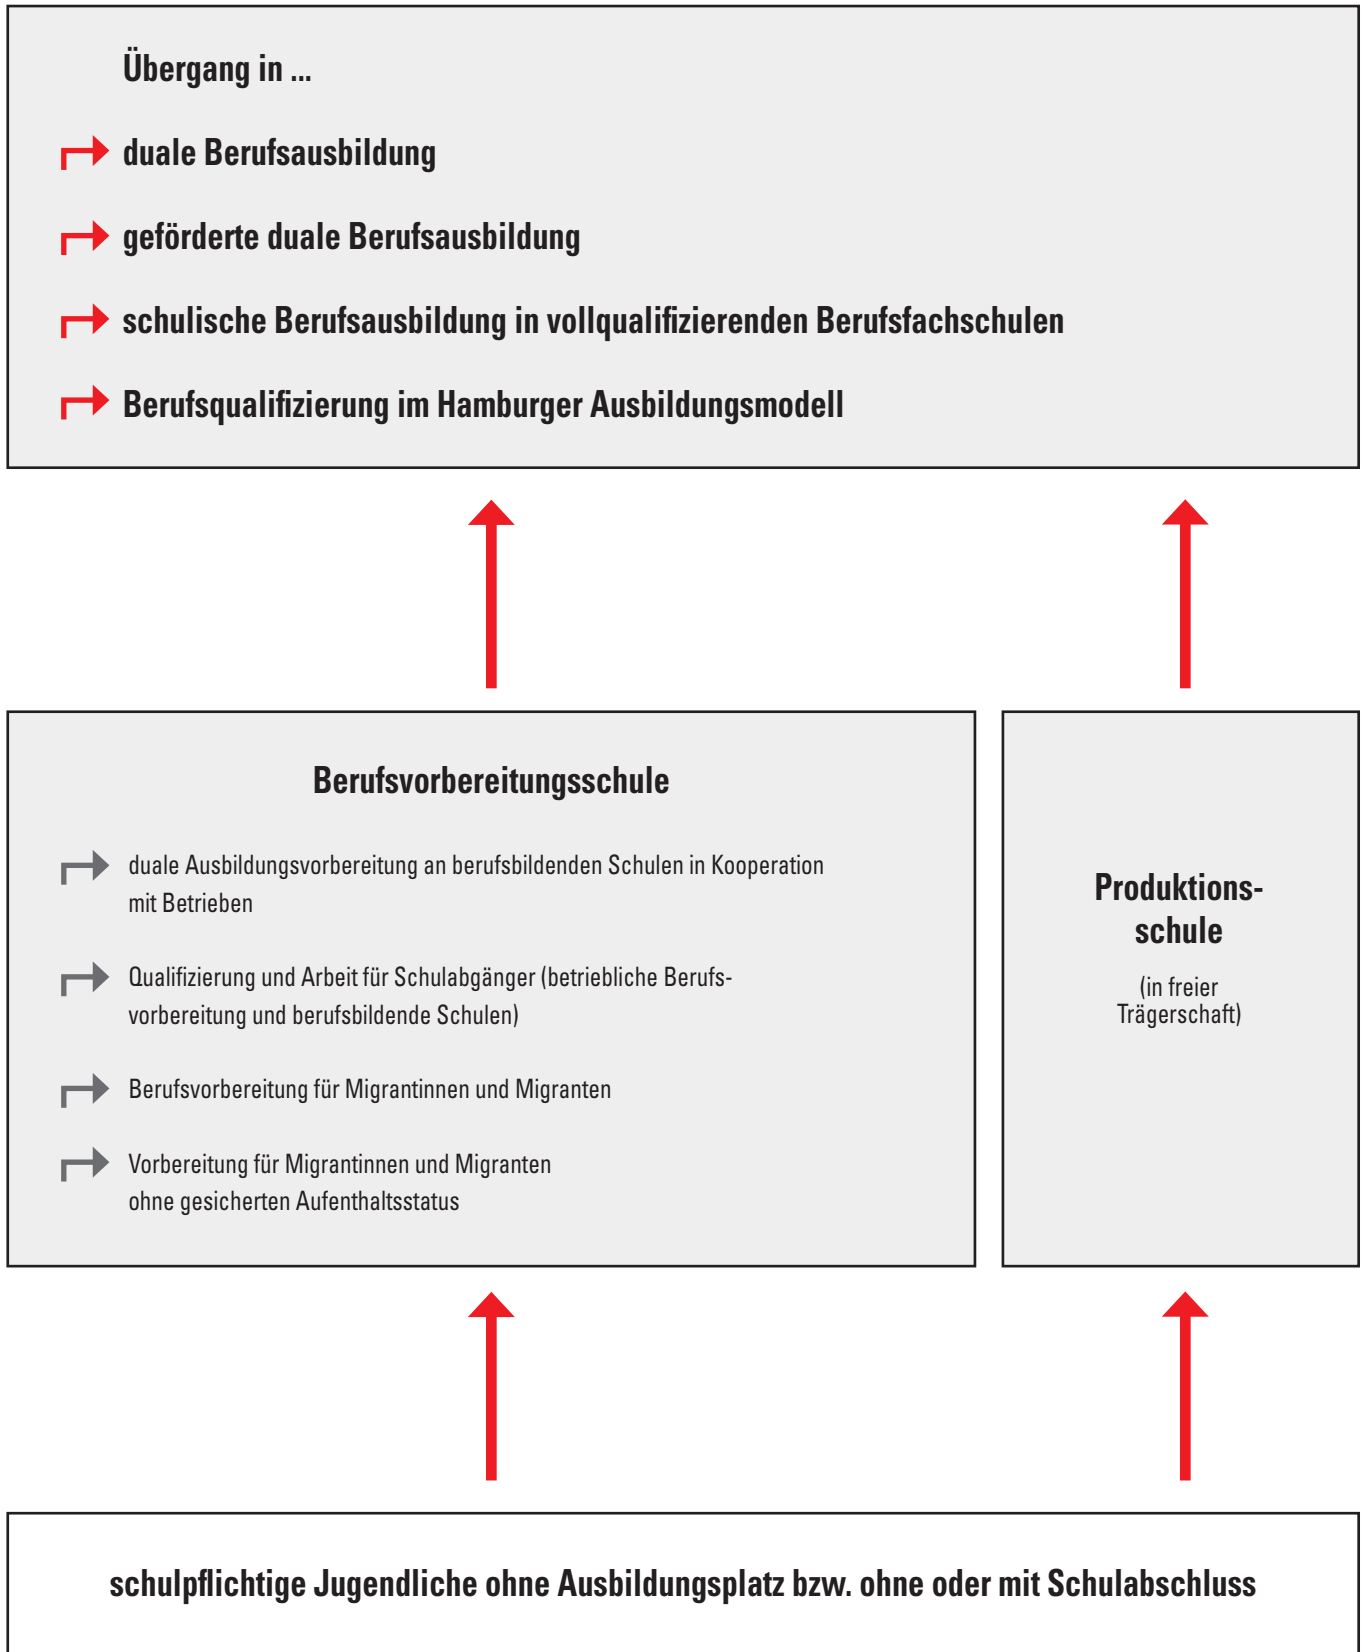 Übergang in ...
duale Berufsausbildung
geförderte duale Berufsausbildung
schulische Berufsausbildung in vollqualifizierenden Berufsfachschulen
Berufsqualifizierung im Hamburger Ausbildungsmodell
Berufsvorbereitungsschule
duale Ausbildungsvorbereitung an berufsbildenden Schulen in Kooperation
mit Betrieben
Qualifizierung und Arbeit für Schulabgänger (betriebliche Berufs-
vorbereitung und berufsbildende Schulen)
Berufsvorbereitung für Migrantinnen und Migranten
Vorbereitung für Migrantinnen und Migranten
ohne gesicherten Aufenthaltsstatus
Produktions-
schule
(in freier
Trägerschaft)
schulpflichtige Jugendliche ohne Ausbildungsplatz bzw. ohne oder mit Schulabschluss